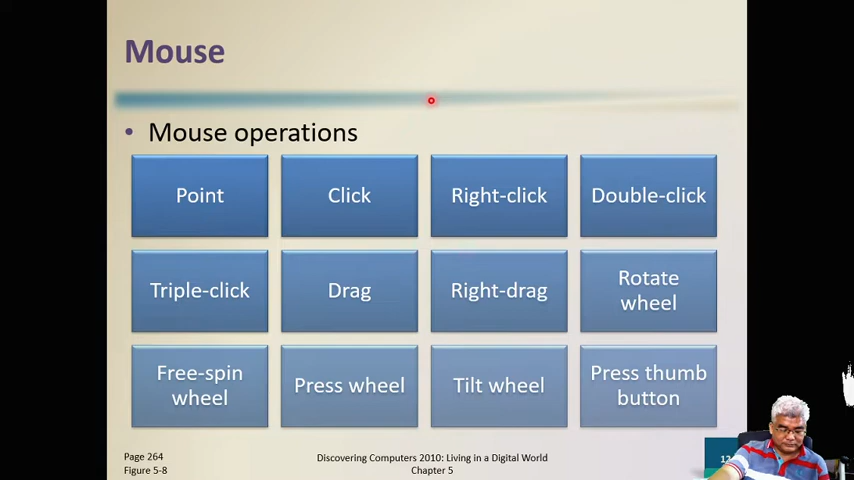 Mouse
• Mouse operations
Point
Click
Right-click
Double-click
Triple-click
Drag
Right-drag
Rotate
wheel
Free-spin
wheel
Press wheel
Tilt wheel
Press thumb
button
Page 264
Figure 5-8
Discovering Computers 2010: Living in a Digital World
Chapter 5
12